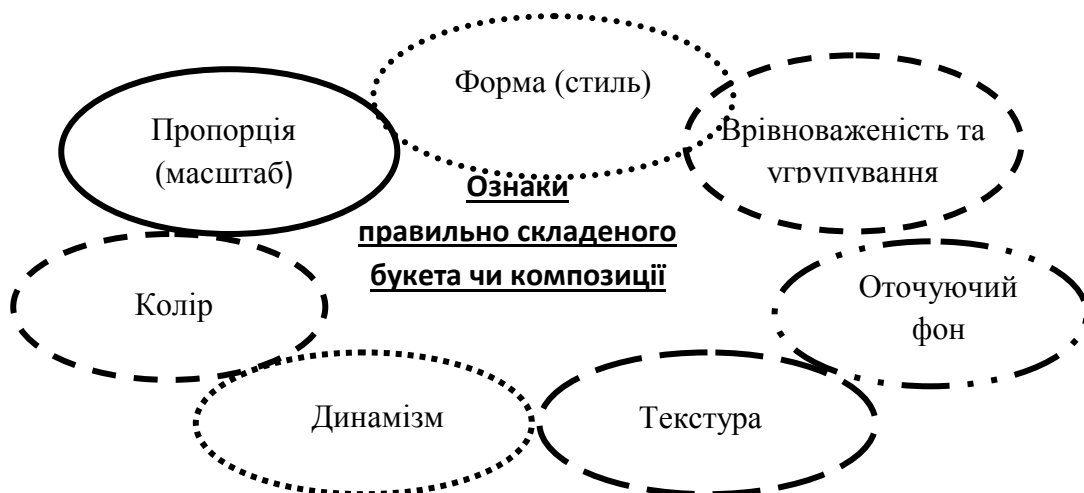 Форма (стиль)
Пропорція
(масштаб)
Врівноваженість та
угрупування
Ознаки
правильно складеного
букета чи композиції
Колір
Оточуючий
фон
Динамізм
Текстура